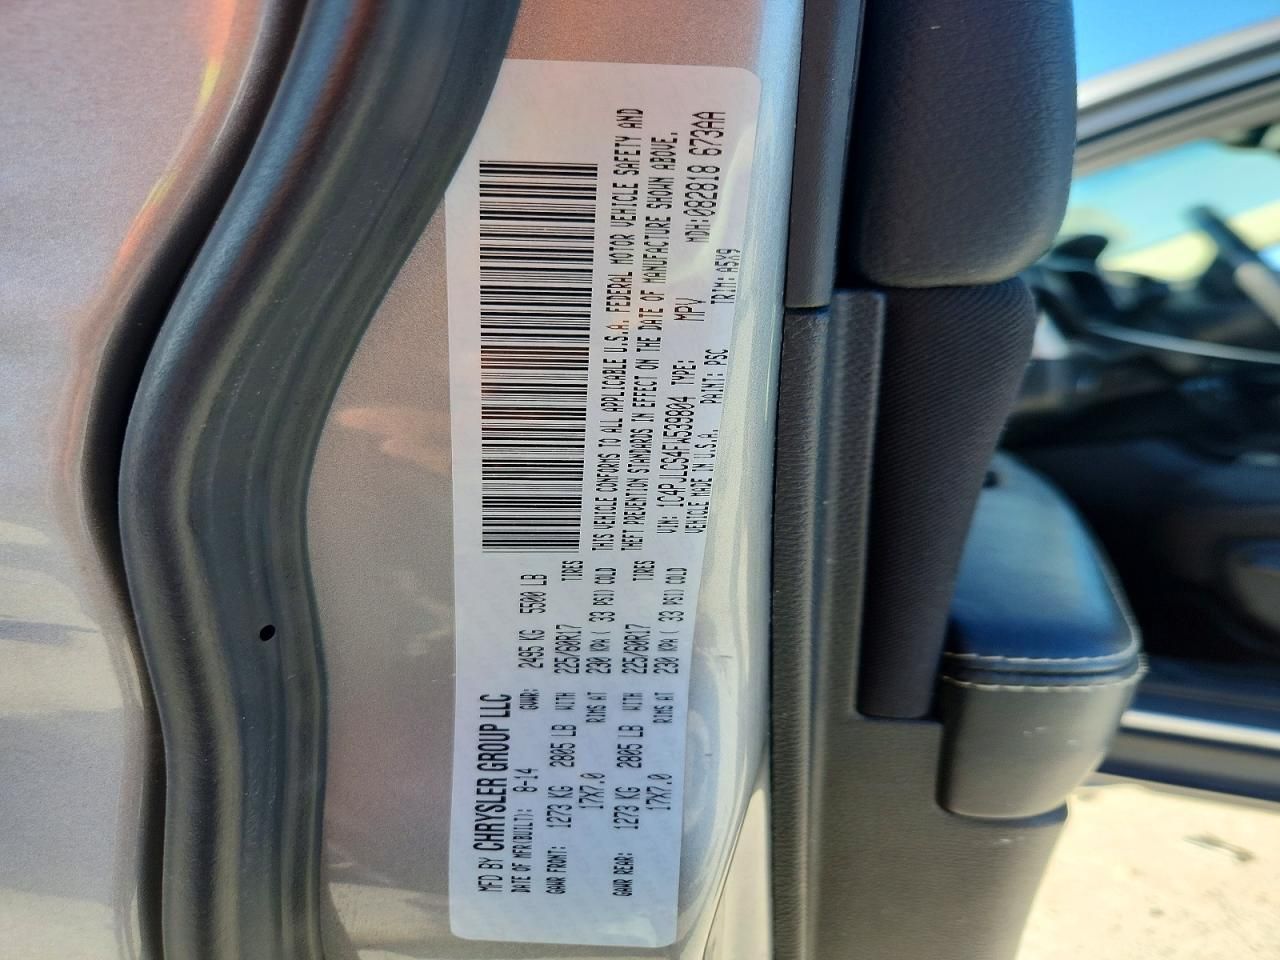 MFD BY CHRYSLER GROUP LLC
DATE OF MFR(BUILT): 8-14 GVWR: 2495 KG 5500 LB
GAWR FRONT: 1273 KG 2805 LB WITH 225/60R17 TIRES
17X7.0 RIMS AT 230 KPA( 33 PSI) COLD
GAWR REAR: 1273 KG 2805 LB WITH 225/60R17 TIRES
17X7.0 RIMS AT 230 KPA( 33 PSI) COLD
THIS VEHICLE CONFORMS TO ALL APPLICABLE U.S.A. FEDERAL MOTOR VEHICLE SAFETY AND
THEFT PREVENTION STANDARDS IN EFFECT ON THE DATE OF MANUFACTURE SHOWN ABOVE.
VIN: 1C4PJLCS4FW539804 TYPE: MPV MDH:082818 673AA
VEHICLE MADE IN U.S.A. PAINT: PSC TRIM:A5X9